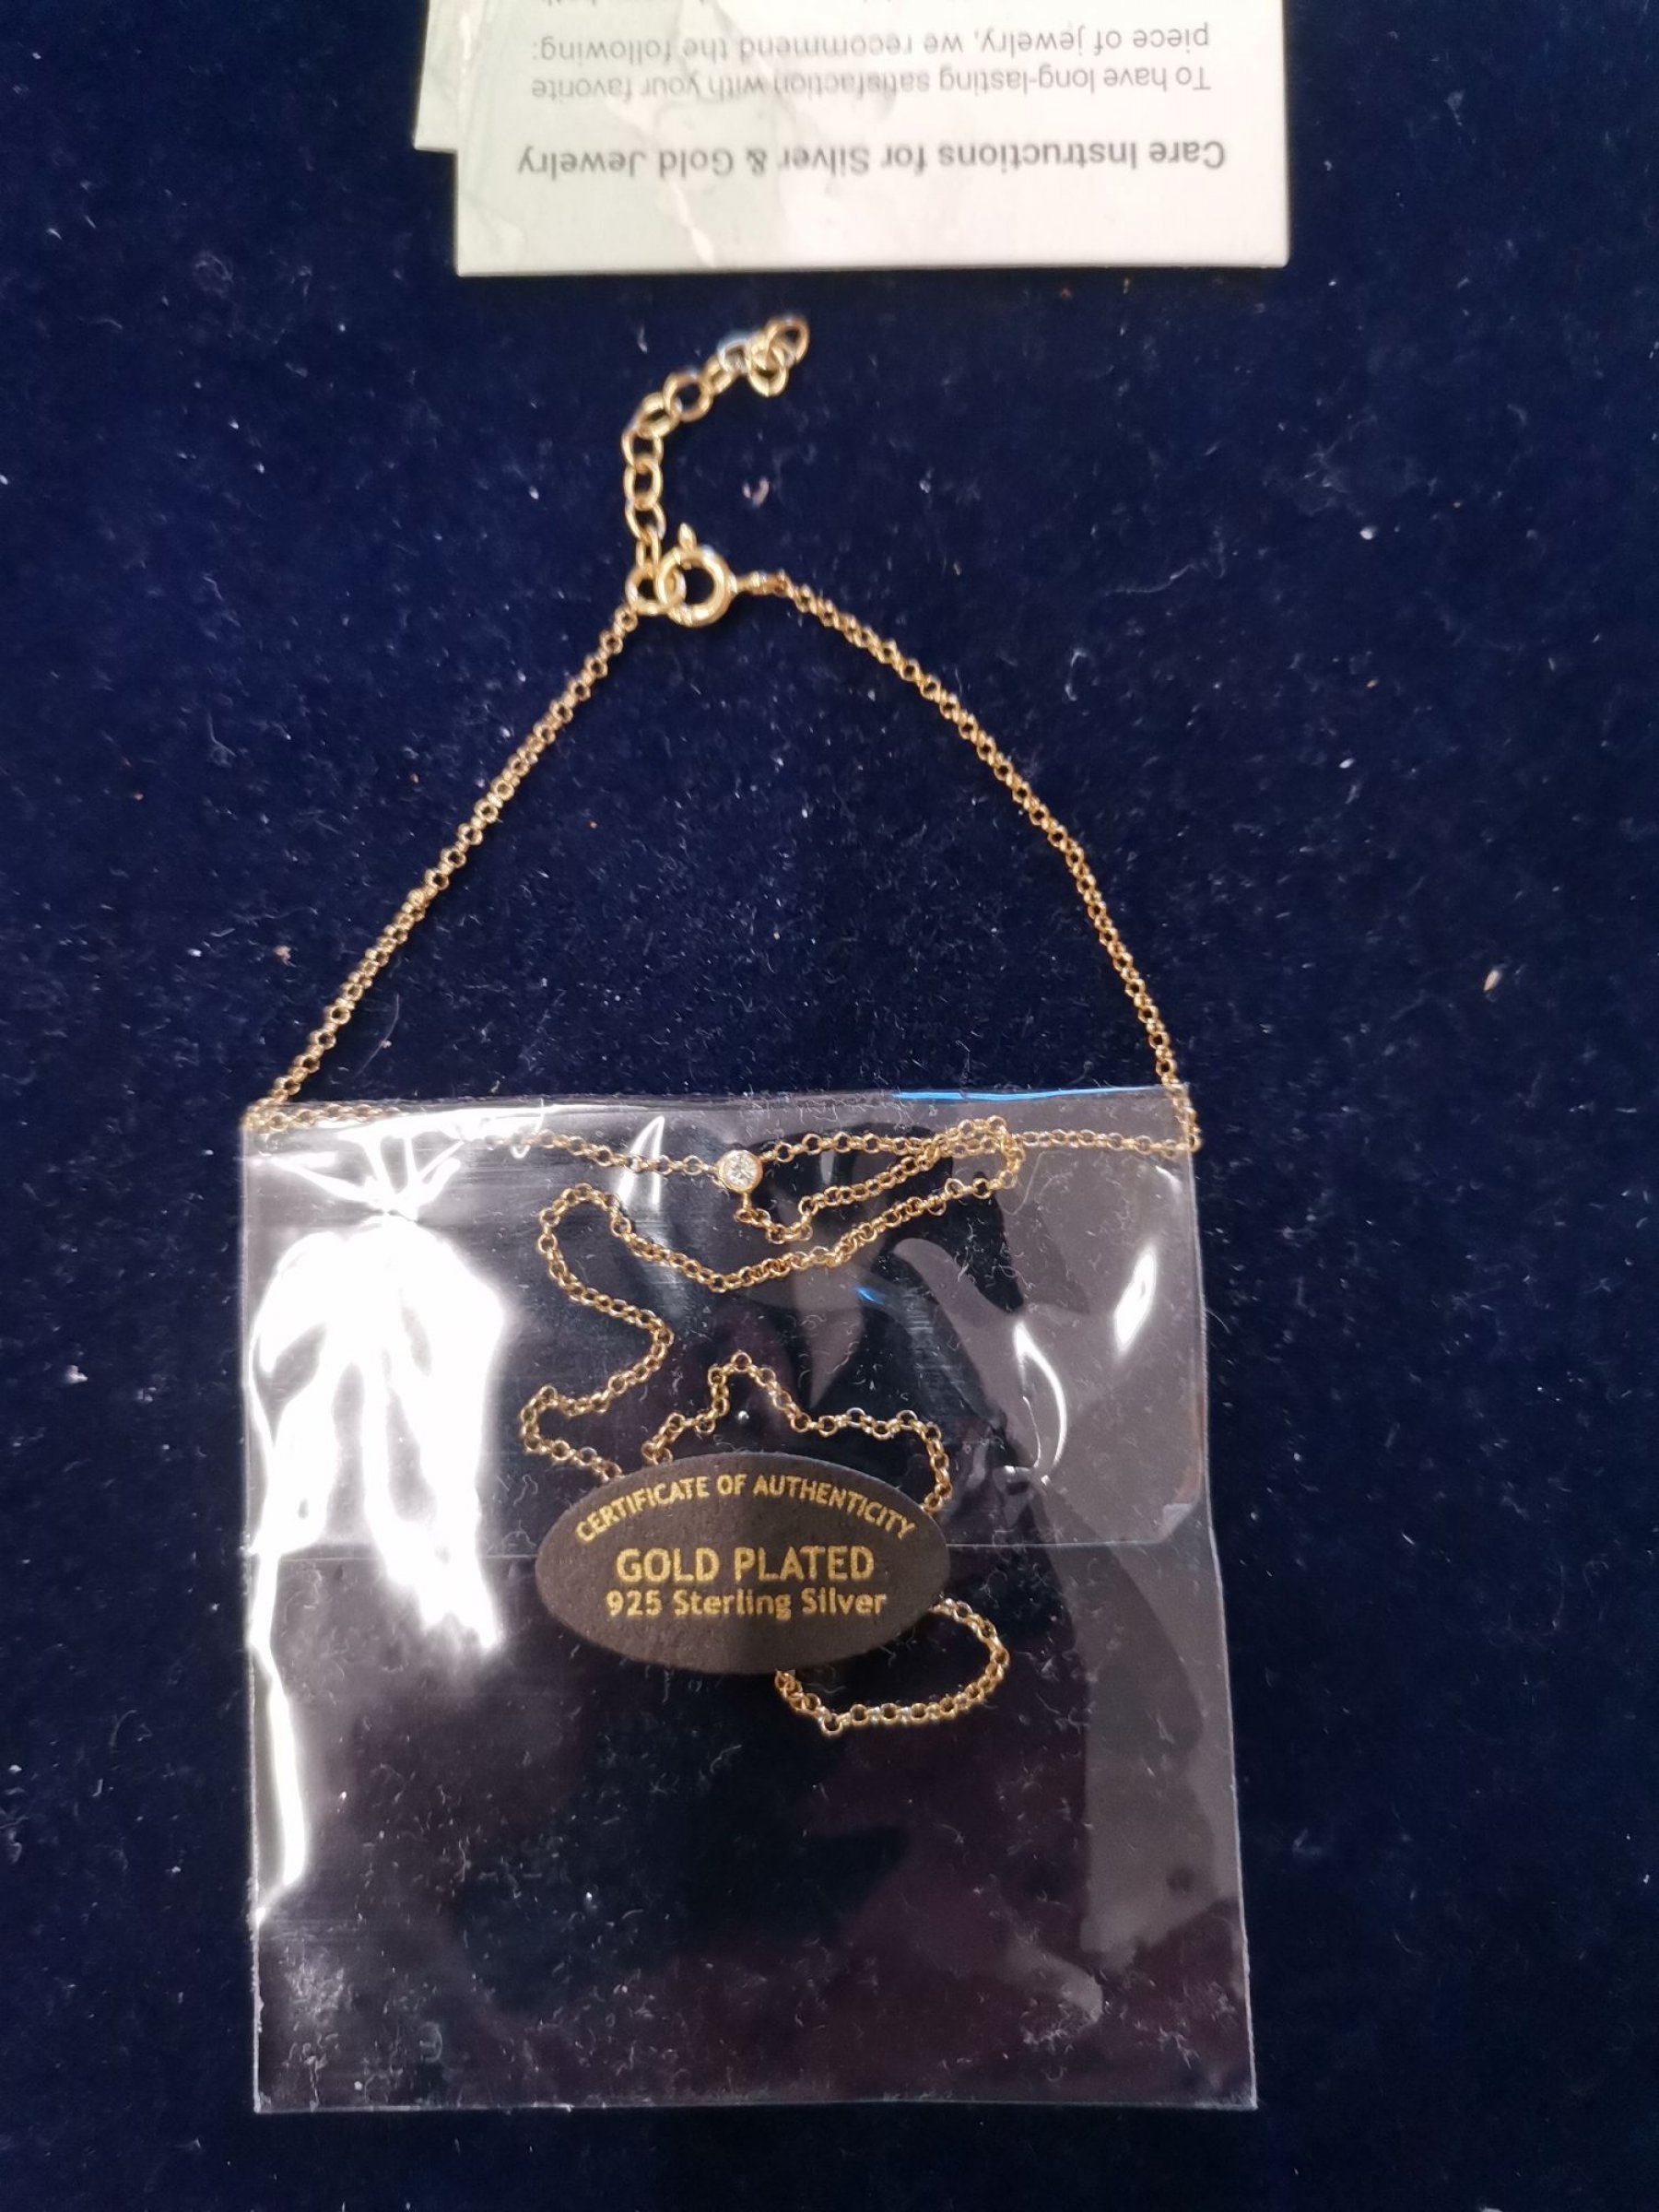 Care Instructions for Silver & Gold Jewelry
To have long-lasting satisfaction with your favorite
piece of jewelry, we recommend the following:
CERTIFICATE OF AUTHENTICITY
GOLD PLATED
925 Sterling Silver